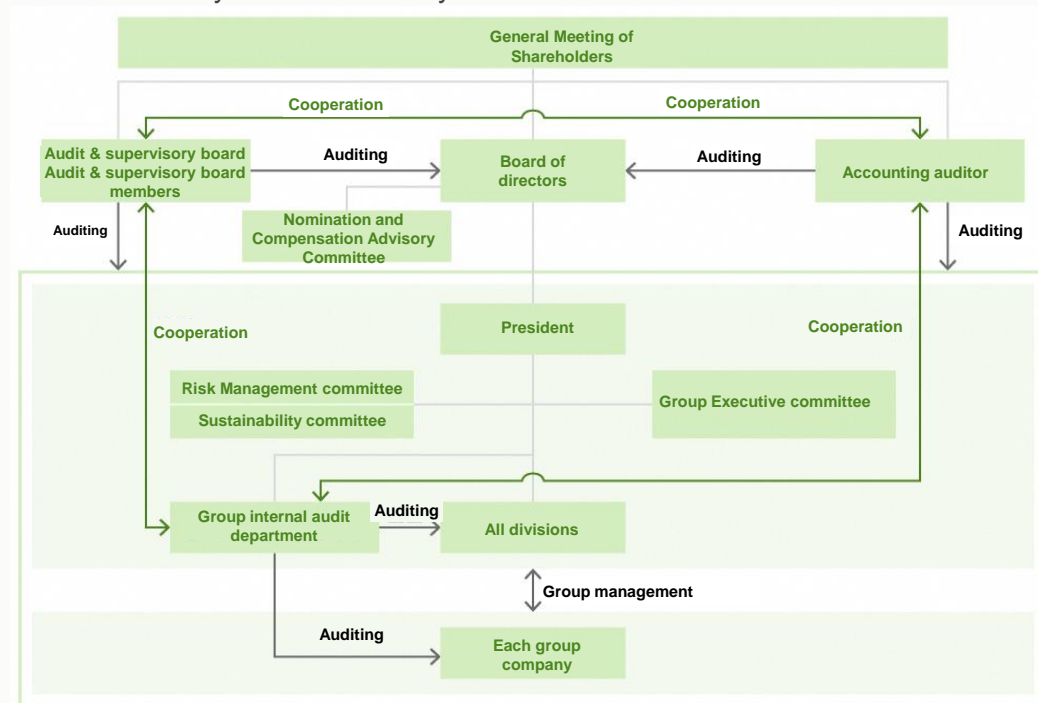 General Meeting of
Shareholders
Cooperation
Cooperation
Audit & supervisory board
Audit & supervisory board
members
Auditing
Board of
directors
Auditing
Accounting auditor
Auditing
Nomination and
Compensation Advisory
Committee
Auditing
President
Cooperation
Cooperation
Risk Management committee
Sustainability committee
Group Executive committee
Group internal audit
department
Auditing
All divisions
Group management
Auditing
Each group
company